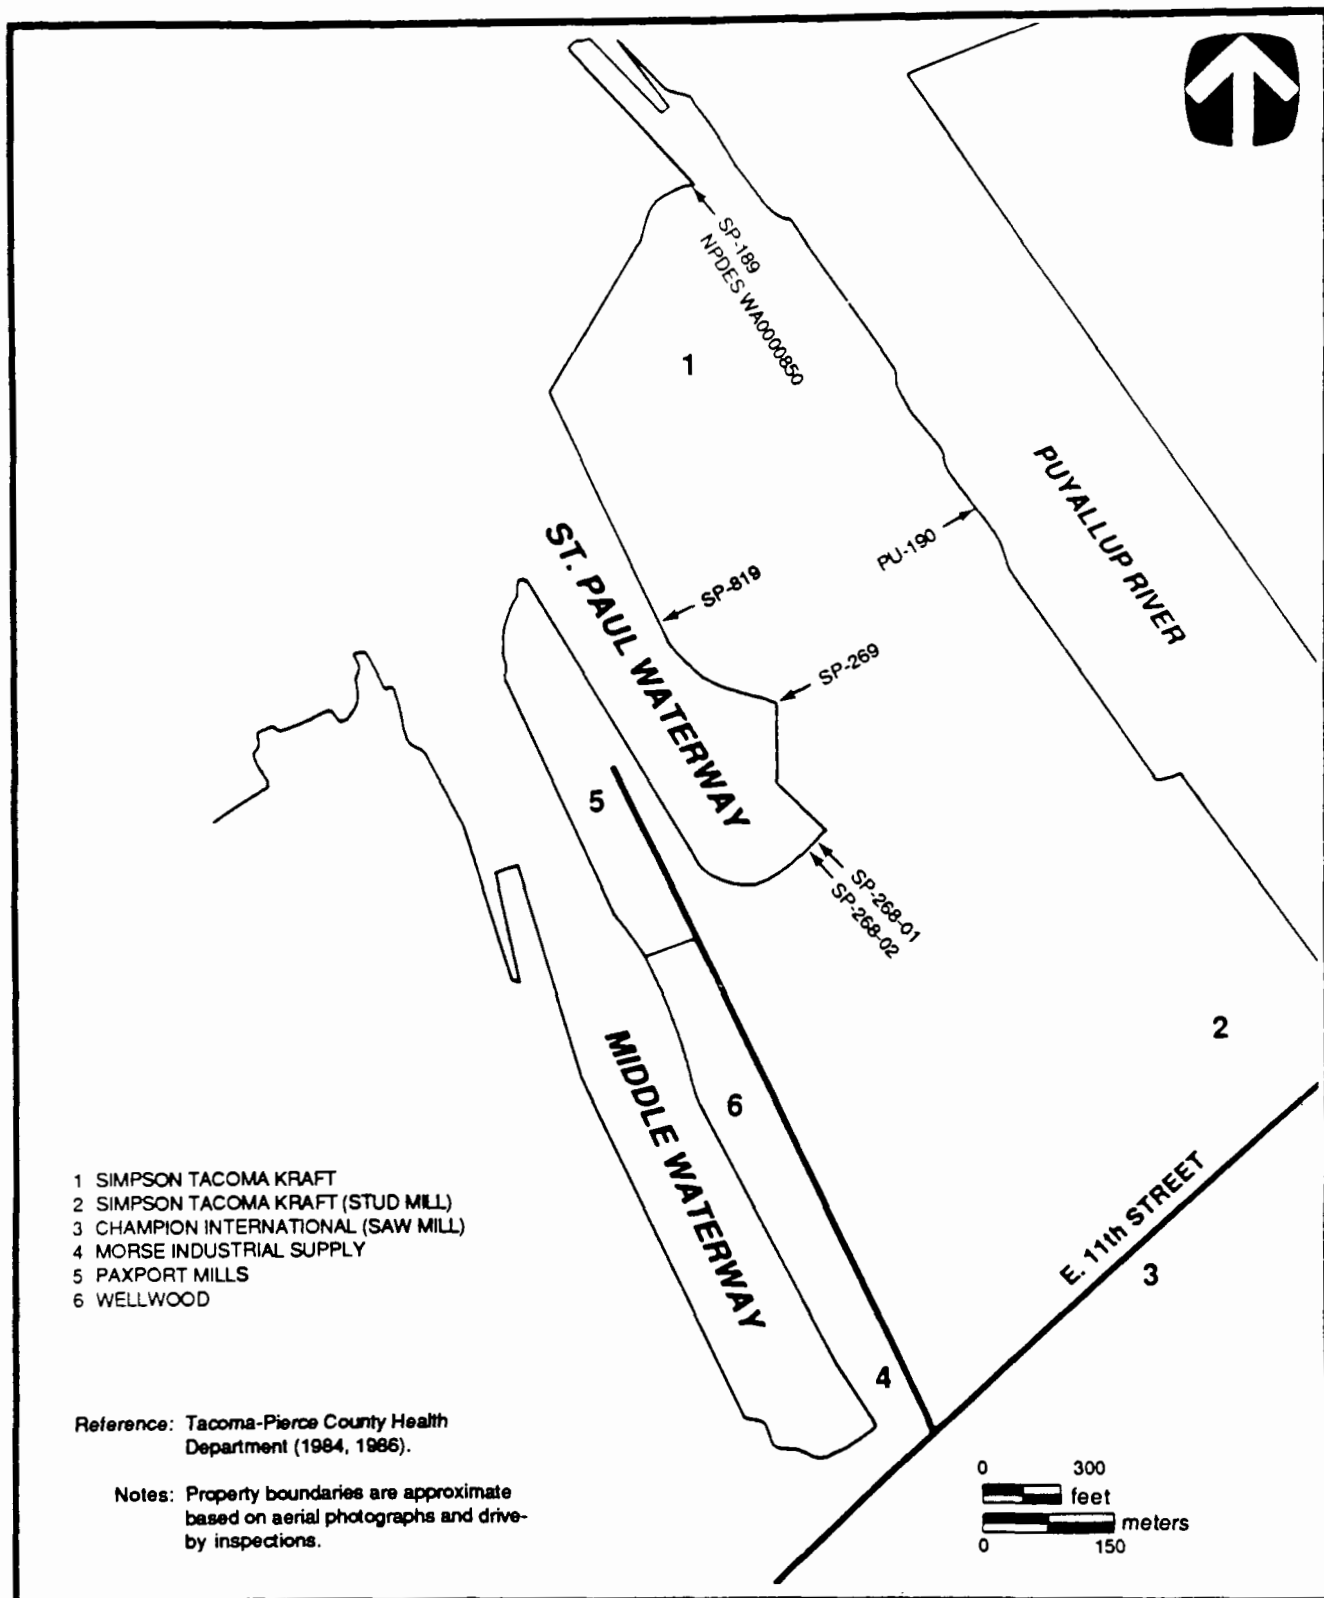 SP-189
NPDES WA0000850
1
PUYALLUP RIVER
PU-190
ST. PAUL WATERWAY
SP-819
SP-269
5
SP-268-01
SP-268-02
2
MIDDLE WATERWAY
6
E. 11th STREET
3
4
1 SIMPSON TACOMA KRAFT
2 SIMPSON TACOMA KRAFT (STUD MILL)
3 CHAMPION INTERNATIONAL (SAW MILL)
4 MORSE INDUSTRIAL SUPPLY
5 PAXPORT MILLS
6 WELLWOOD
Reference: Tacoma-Pierce County Health
Department (1984, 1986).
Notes: Property boundaries are approximate
based on aerial photographs and drive-
by inspections.
0 300
feet
meters
0 150